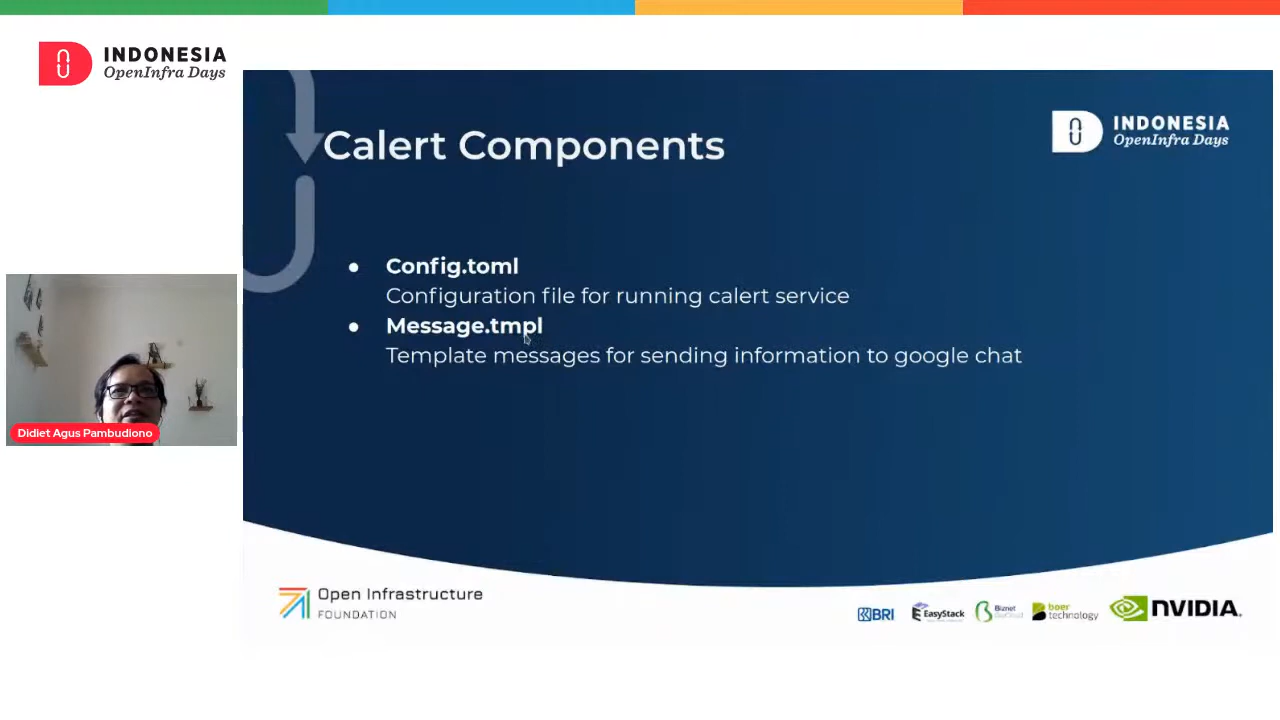 INDONESIA
OpenInfra Days
Calert Components
INDONESIA
OpenInfra Days
● Config.toml
Configuration file for running calert service
● Message.tmpl
Template messages for sending information to google chat
Didiet Agus Pambudiono
Open Infrastructure
FOUNDATION
BRI
EasyStack
Biznet
boer
technology
NVIDIA.